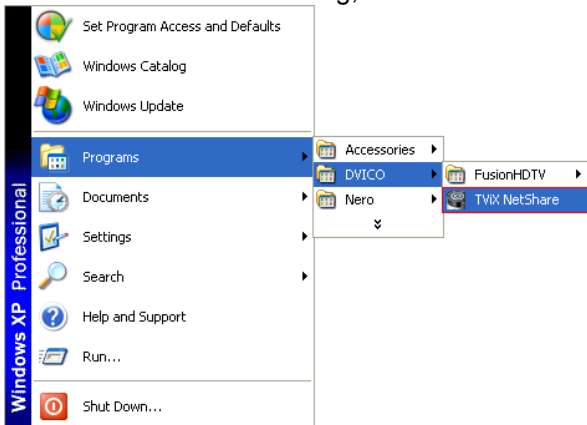 Set Program Access and Defaults
Windows Catalog
Windows Update
Programs
Documents
Settings
Search
Help and Support
Run...
Shut Down...
Windows XP Professional
Accessories
DVICO
Nero
FusionHDTV
TViX NetShare